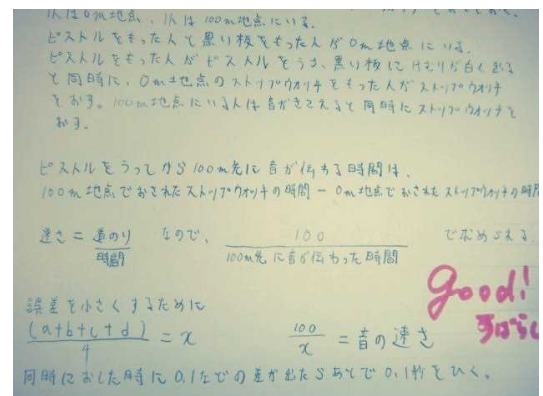 1人は0m地点、1人は100m地点にいる。
ピストルをもった人と黒い板をもった人が0m地点にいる。
ピストルをもった人がピストルをうち、黒い板にけむりが白くおる
と同時に、0m地点のストップウォッチをもった人がストップウォッチ
をおす。100m地点にいる人は音がきこえると同時にストップウォッチを
おす。
ピストルをうってから100m先に音が伝わる時間は、
100m地点でおされたストップウォッチの時間 − 0m地点でおされたストップウォッチの時間
速さ = 道のり/時間 なので、 100/100m先に音が伝わった時間 で求められる
誤差を小さくするために
(a+b+c+d)/4 = x 100/x = 音の速さ
good!
すばらし
同時におした時に0.1などの差が出たらあとで0.1秒をひく。